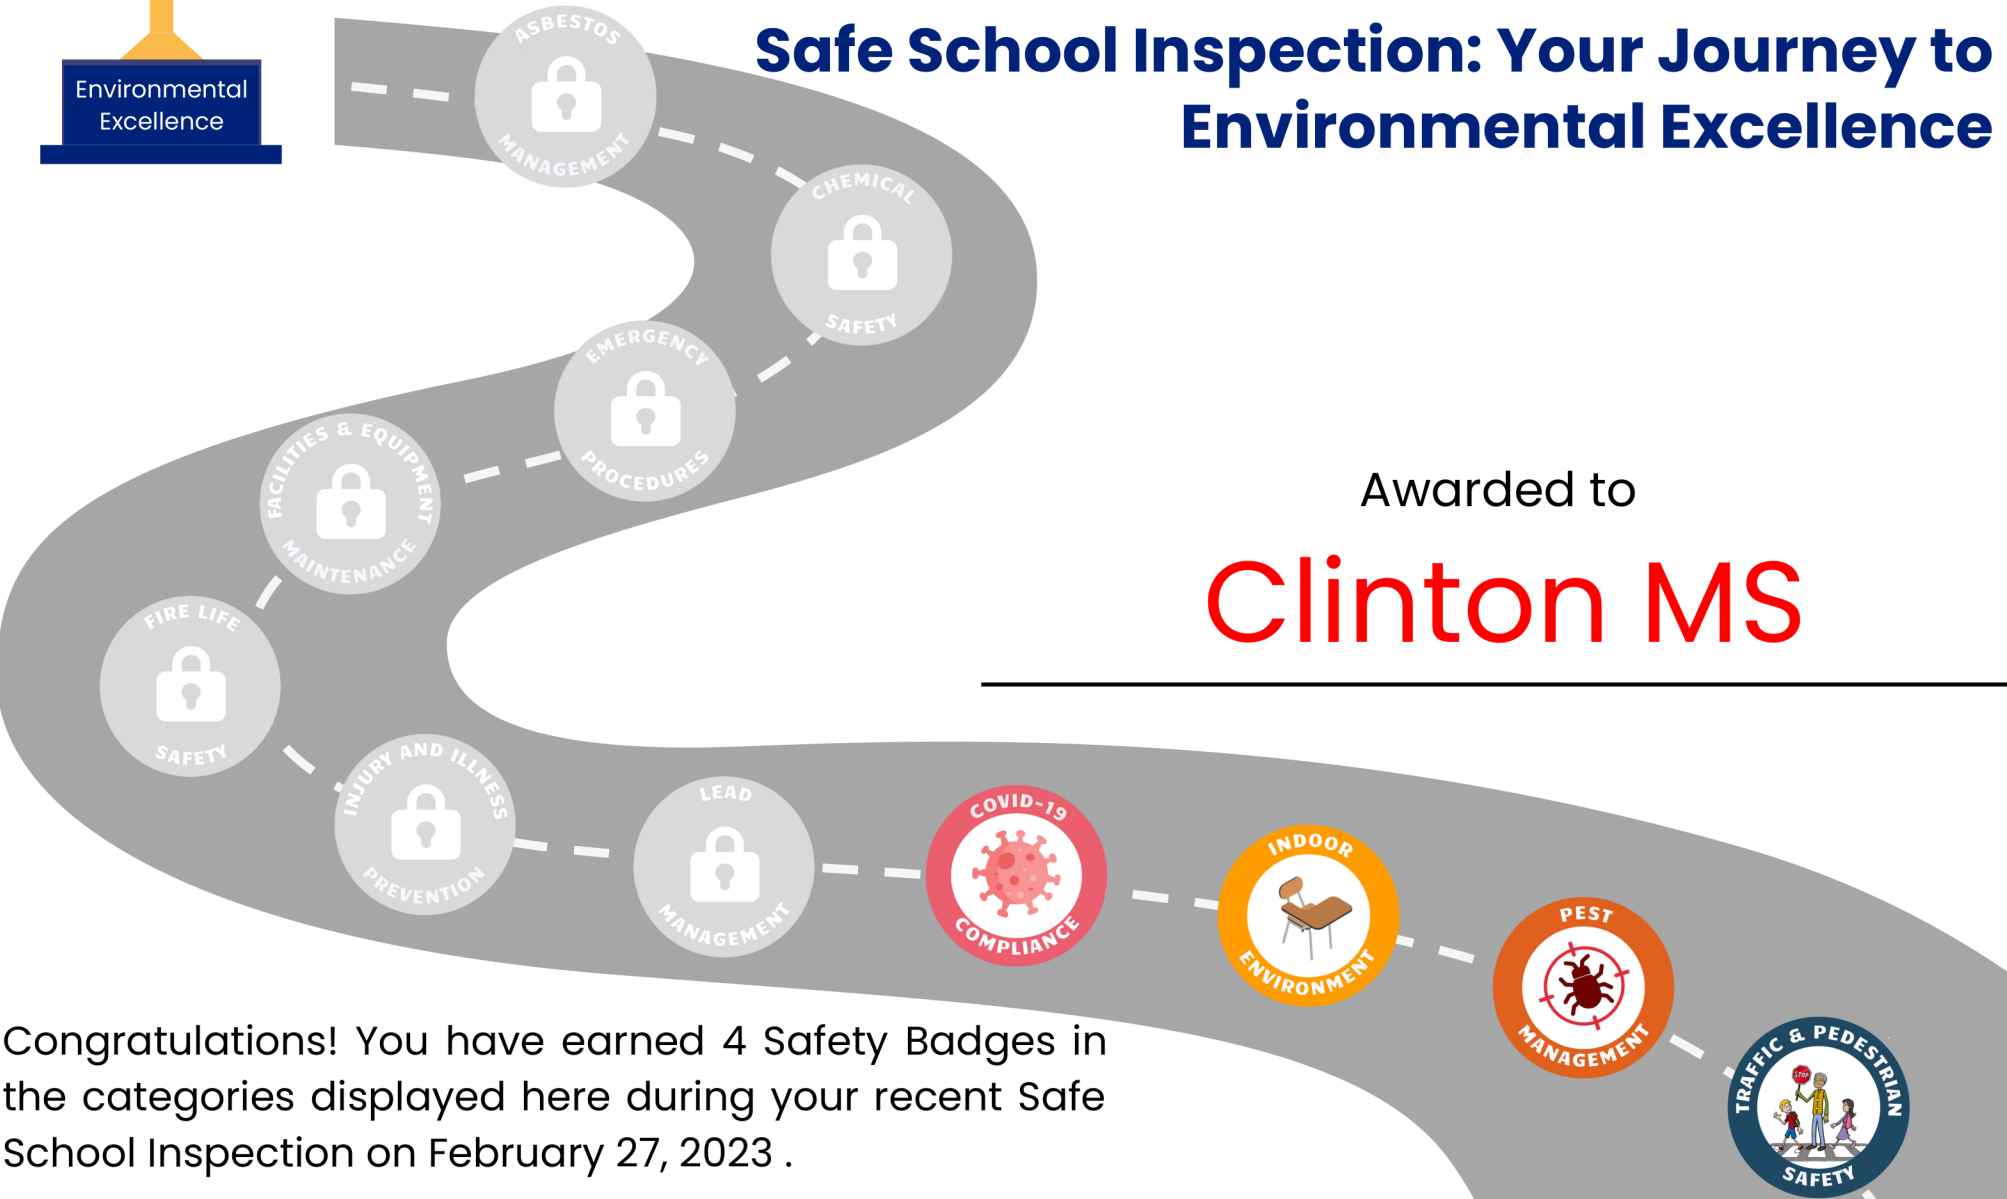 Safe School Inspection: Your Journey to
Environmental Excellence
Environmental
Excellence
ASBESTOS
MANAGEMENT
CHEMICAL
SAFETY
EMERGENCY
PROCEDURES
FACILITIES & EQUIPMENT
MAINTENANCE
FIRE LIFE
SAFETY
INJURY AND ILLNESS
PREVENTION
LEAD
MANAGEMENT
COVID-19
COMPLIANCE
INDOOR
ENVIRONMENT
PEST
MANAGEMENT
TRAFFIC & PEDESTRIAN
STOP
SAFETY
Awarded to
Clinton MS
Congratulations! You have earned 4 Safety Badges in
the categories displayed here during your recent Safe
School Inspection on February 27, 2023 .